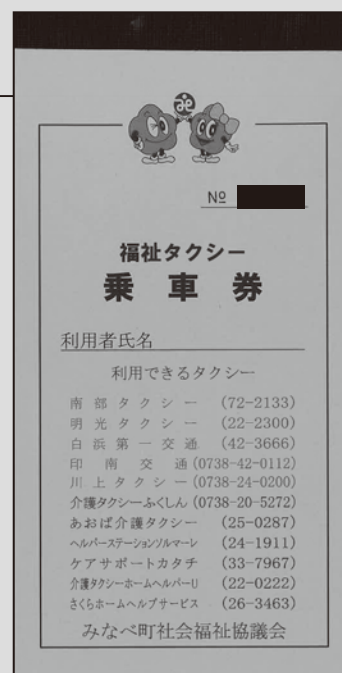 №
福祉タクシー
乗車券
利用者氏名
利用できるタクシー
南部タクシー (72-2133)
明光タクシー (22-2300)
白浜第一交通 (42-3666)
印南交通 (0738-42-0112)
川上タクシー (0738-24-0200)
介護タクシーふくしん (0738-20-5272)
あおば介護タクシー (25-0287)
ヘルパーステーションソルマーレ (24-1911)
ケアサポートカタチ (33-7967)
介護タクシーホームヘルパーU (22-0222)
さくらホームヘルプサービス (26-3463)
みなべ町社会福祉協議会